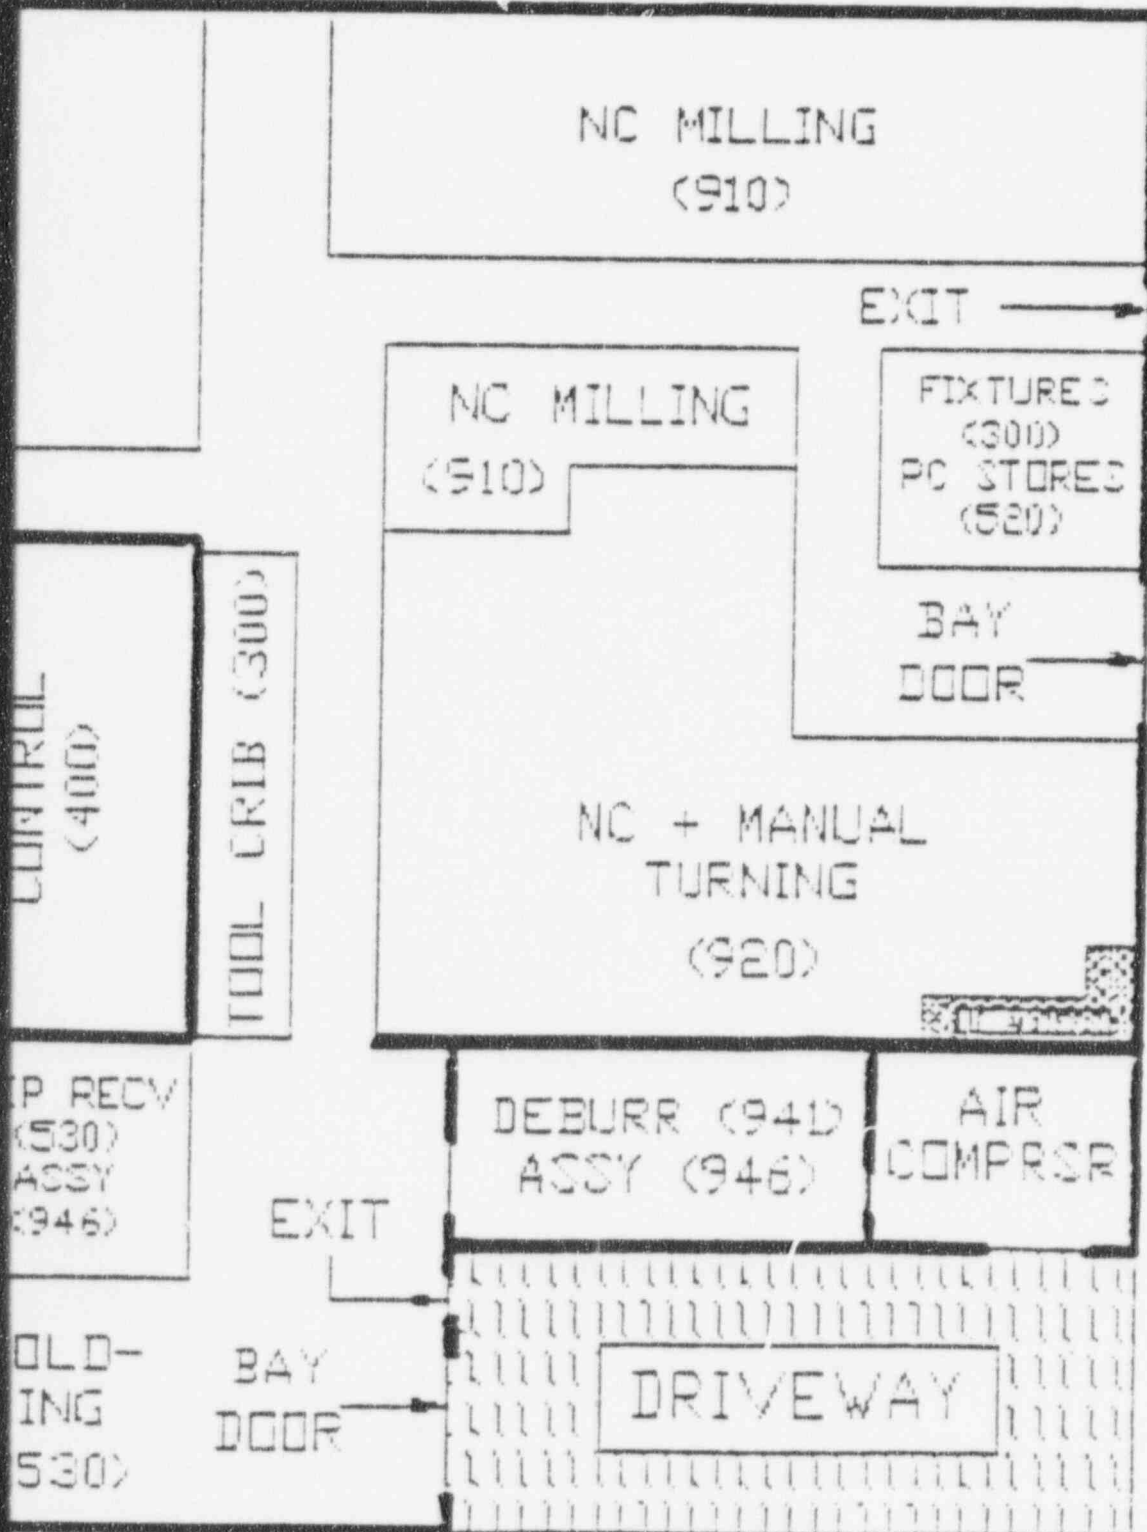 NC MILLING
(910)
EXIT
NC MILLING
(910)
FIXTURES
(300)
PC STORES
(520)
BAY
DOOR
CONTROL
(400)
TOOL CRIB (300)
NC + MANUAL
TURNING
(920)
IP RECV
(530)
ASSY
(946)
DEBURR (941)
ASSY (946)
AIR
COMPRSR
EXIT
OLD-
ING
530)
BAY
DOOR
DRIVEWAY